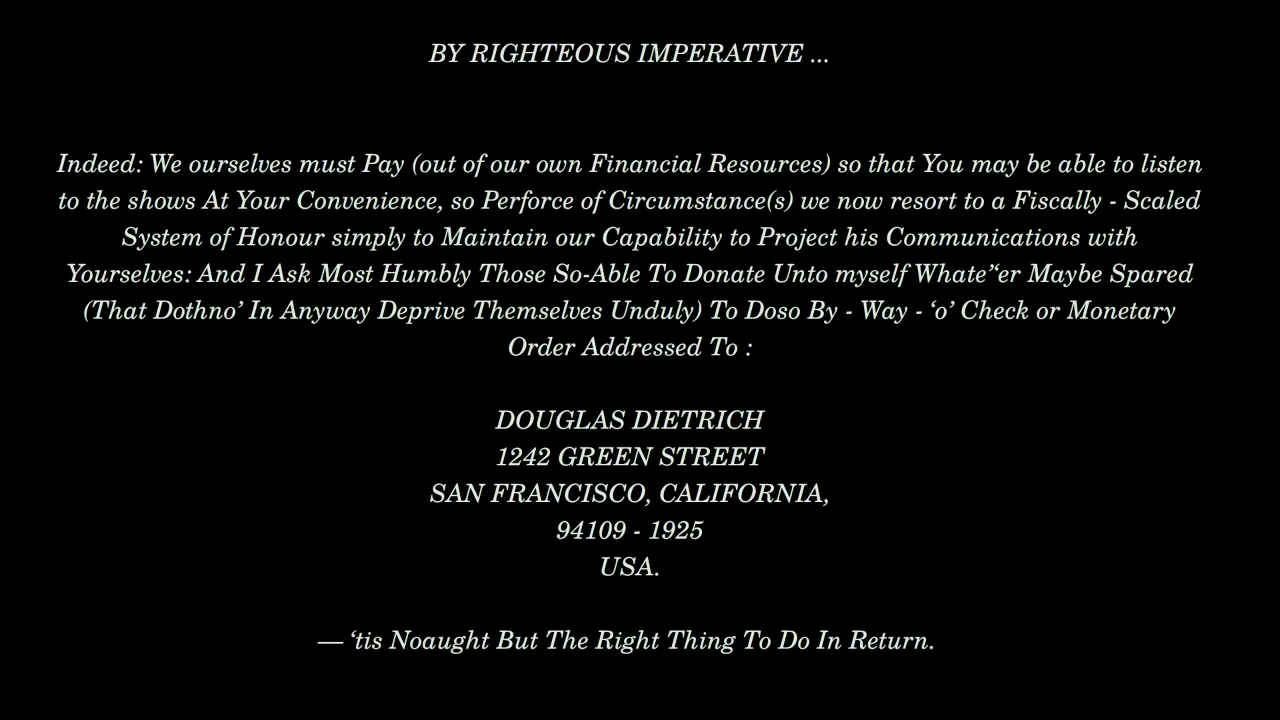 BY RIGHTEOUS IMPERATIVE ...
Indeed: We ourselves must Pay (out of our own Financial Resources) so that You may be able to listen
to the shows At Your Convenience, so Perforce of Circumstance(s) we now resort to a Fiscally - Scaled
System of Honour simply to Maintain our Capability to Project his Communications with
Yourselves: And I Ask Most Humbly Those So-Able To Donate Unto myself Whate”er Maybe Spared
(That Dothno’ In Anyway Deprive Themselves Unduly) To Doso By - Way - ‘o’ Check or Monetary
Order Addressed To :
DOUGLAS DIETRICH
1242 GREEN STREET
SAN FRANCISCO, CALIFORNIA,
94109 - 1925
USA.
— ‘tis Noaught But The Right Thing To Do In Return.